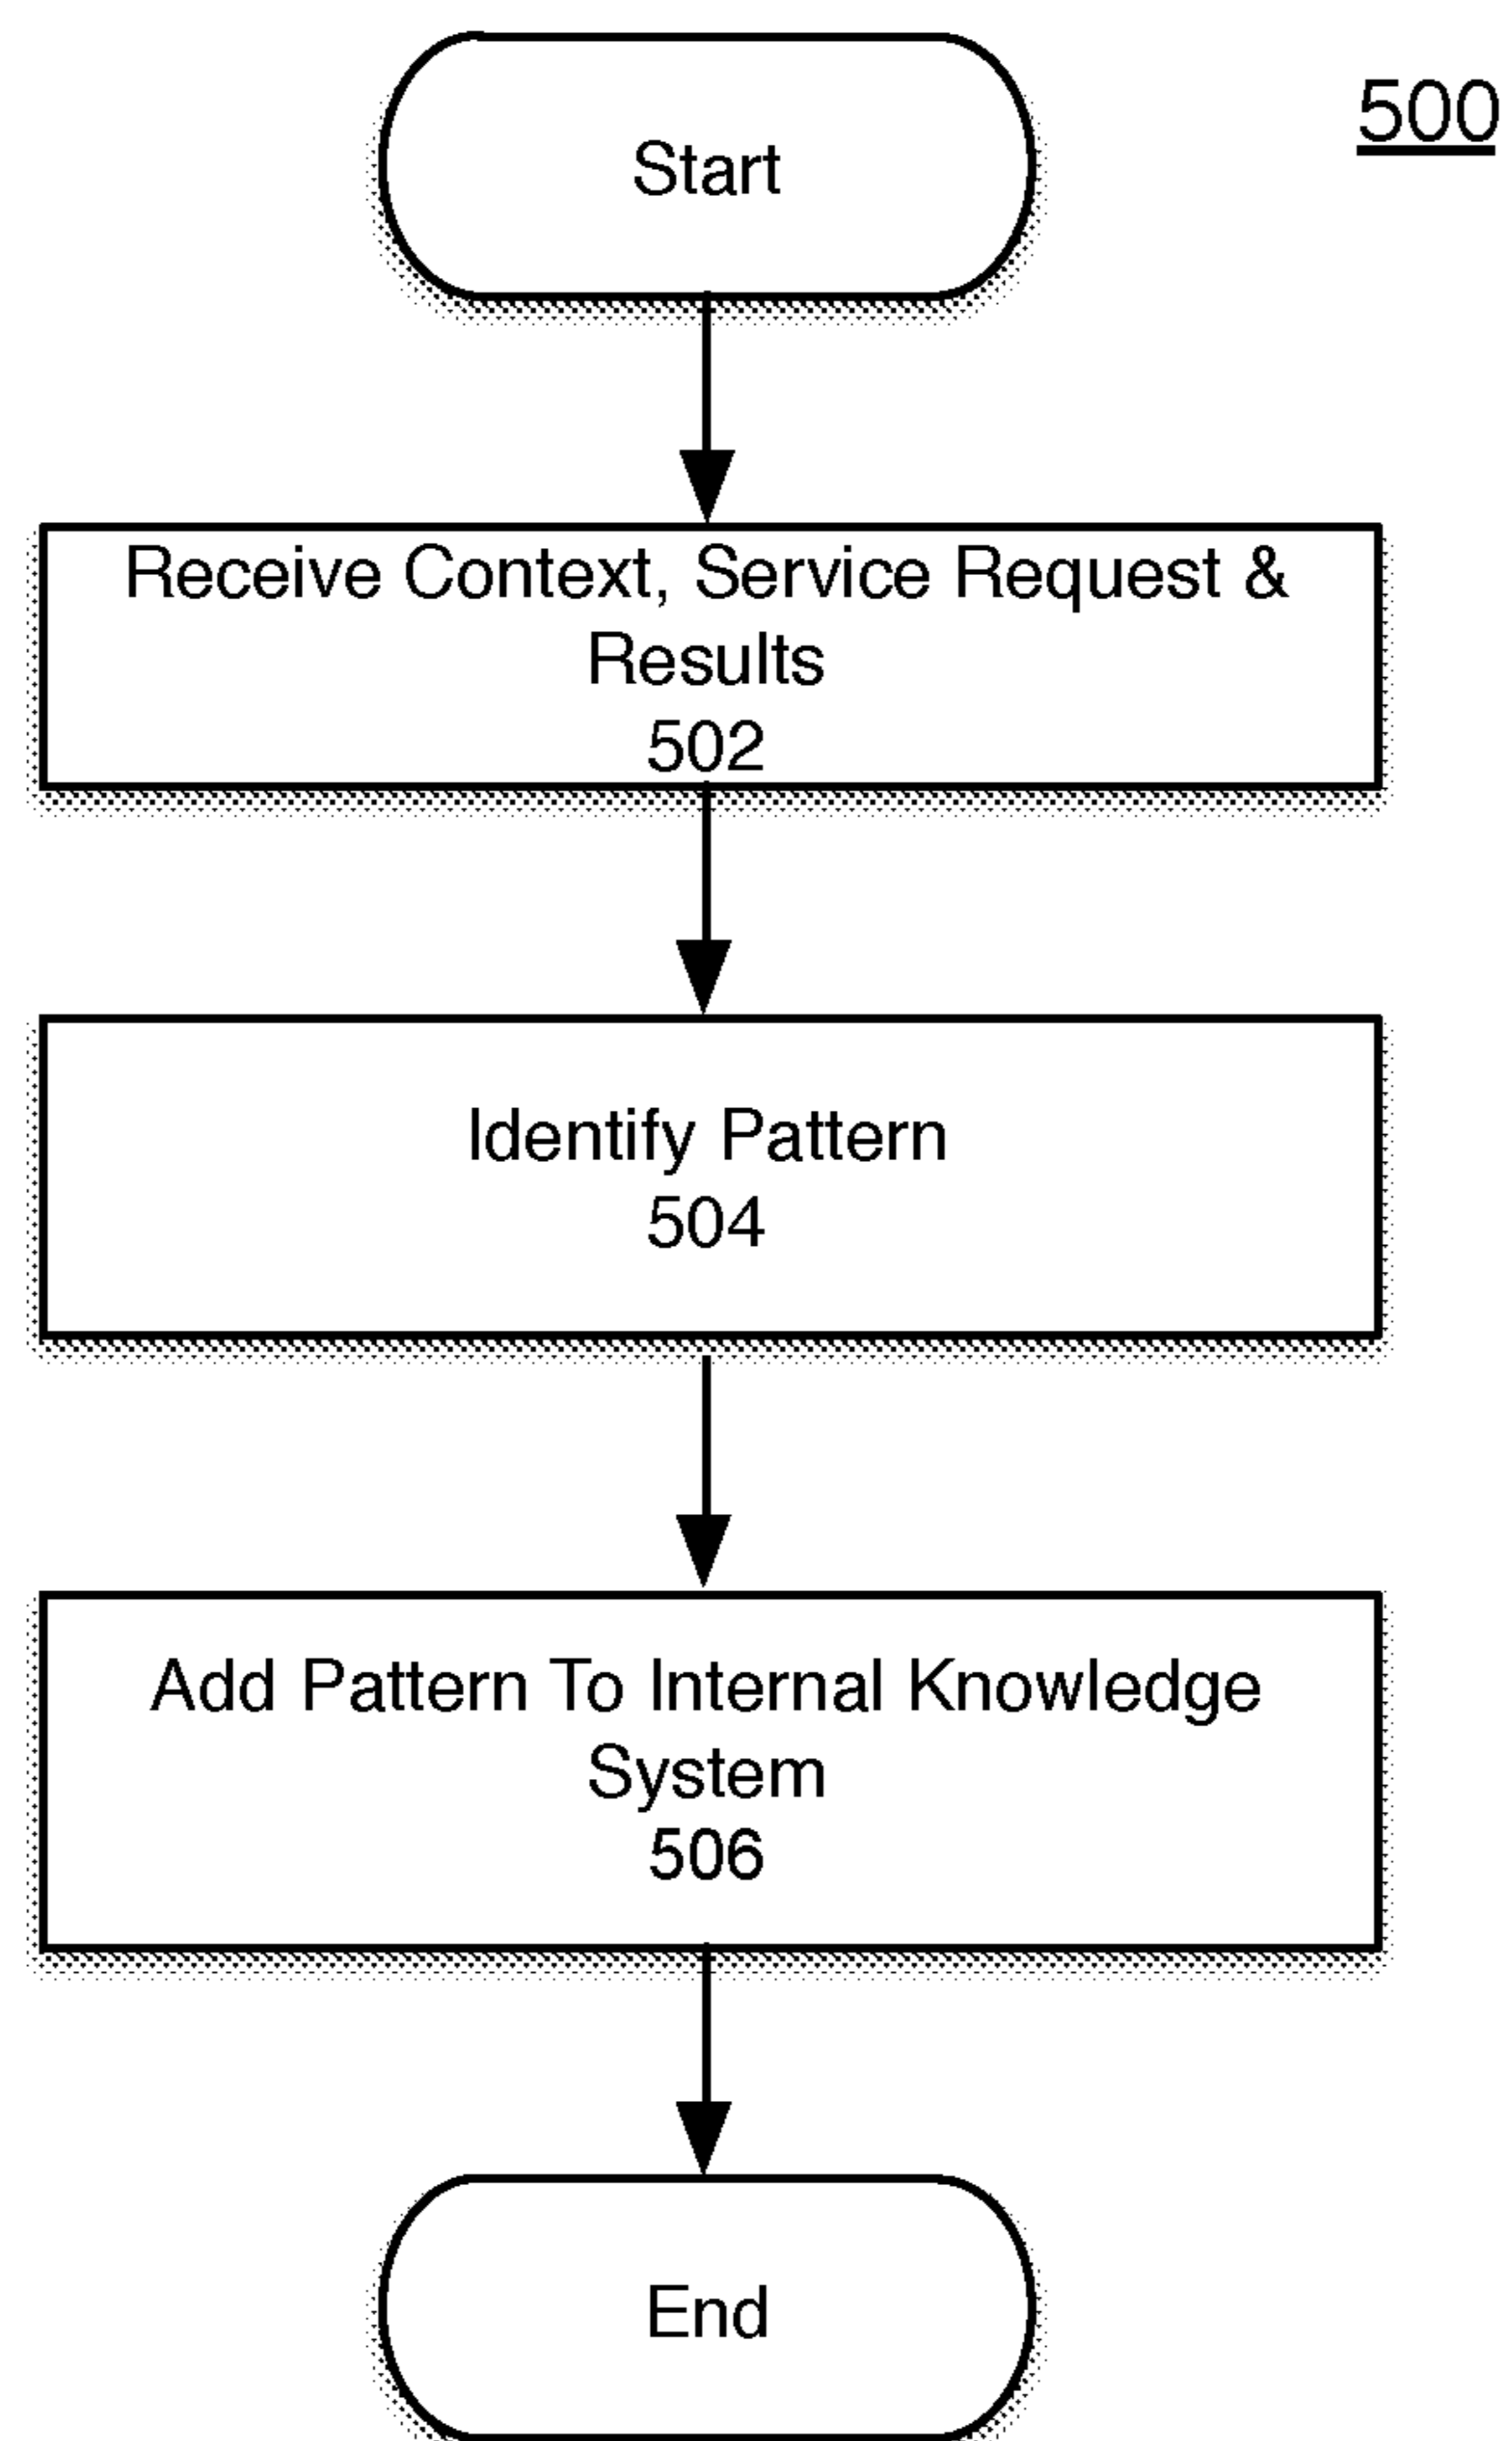 500
Start
Receive Context, Service Request &
Results
502
Identify Pattern
504
Add Pattern To Internal Knowledge
System
506
End